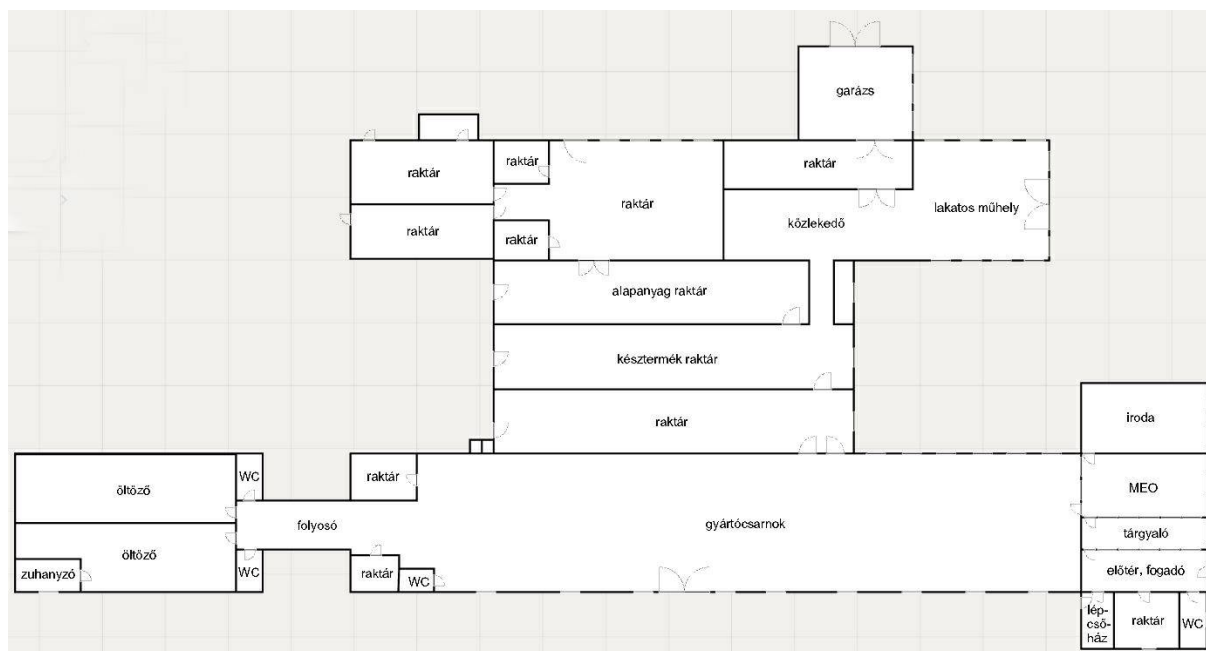 garázs
raktár
raktár
raktár
raktár
lakatos műhely
közlekedő
raktár
raktár
alapanyag raktár
késztermék raktár
iroda
raktár
WC
raktár
öltöző
MEO
folyosó
gyártócsarnok
tárgyaló
öltöző
zuhanyzó
WC
raktár
WC
előtér, fogadó
lép-
cső-
ház
raktár
WC